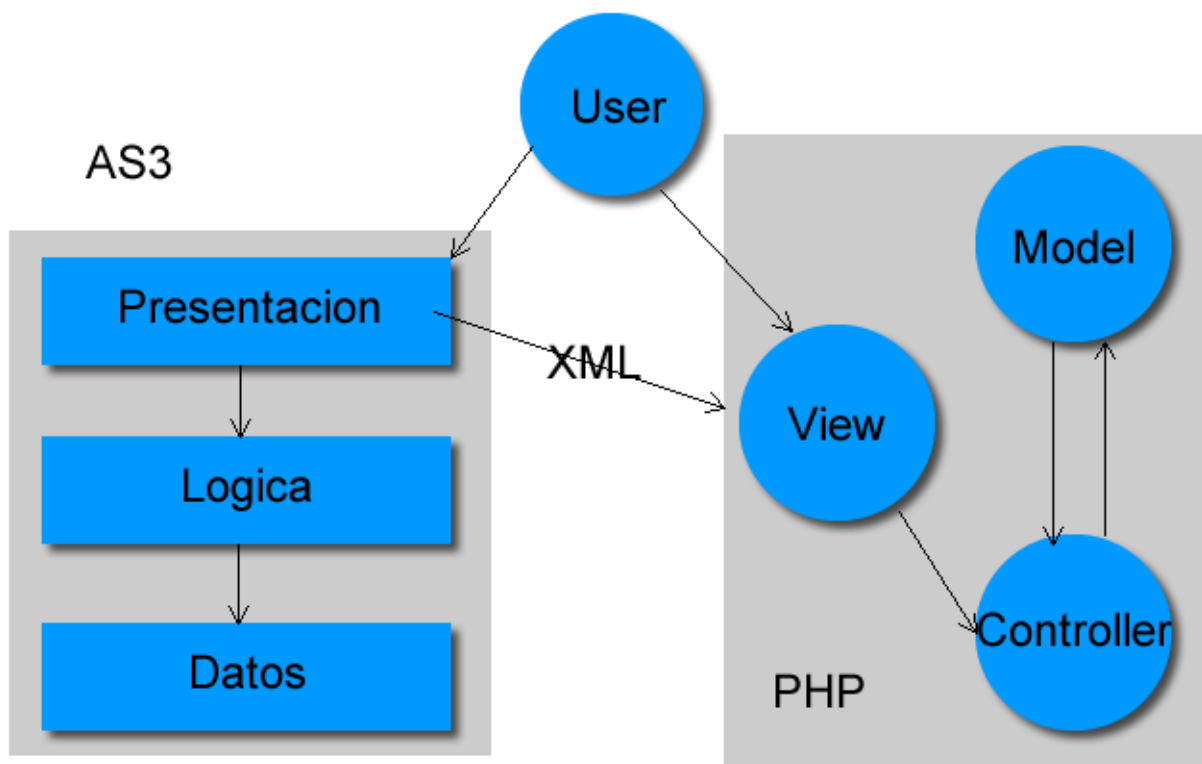 User
AS3
Model
Presentacion
XML
View
Logica
Controller
Datos
PHP